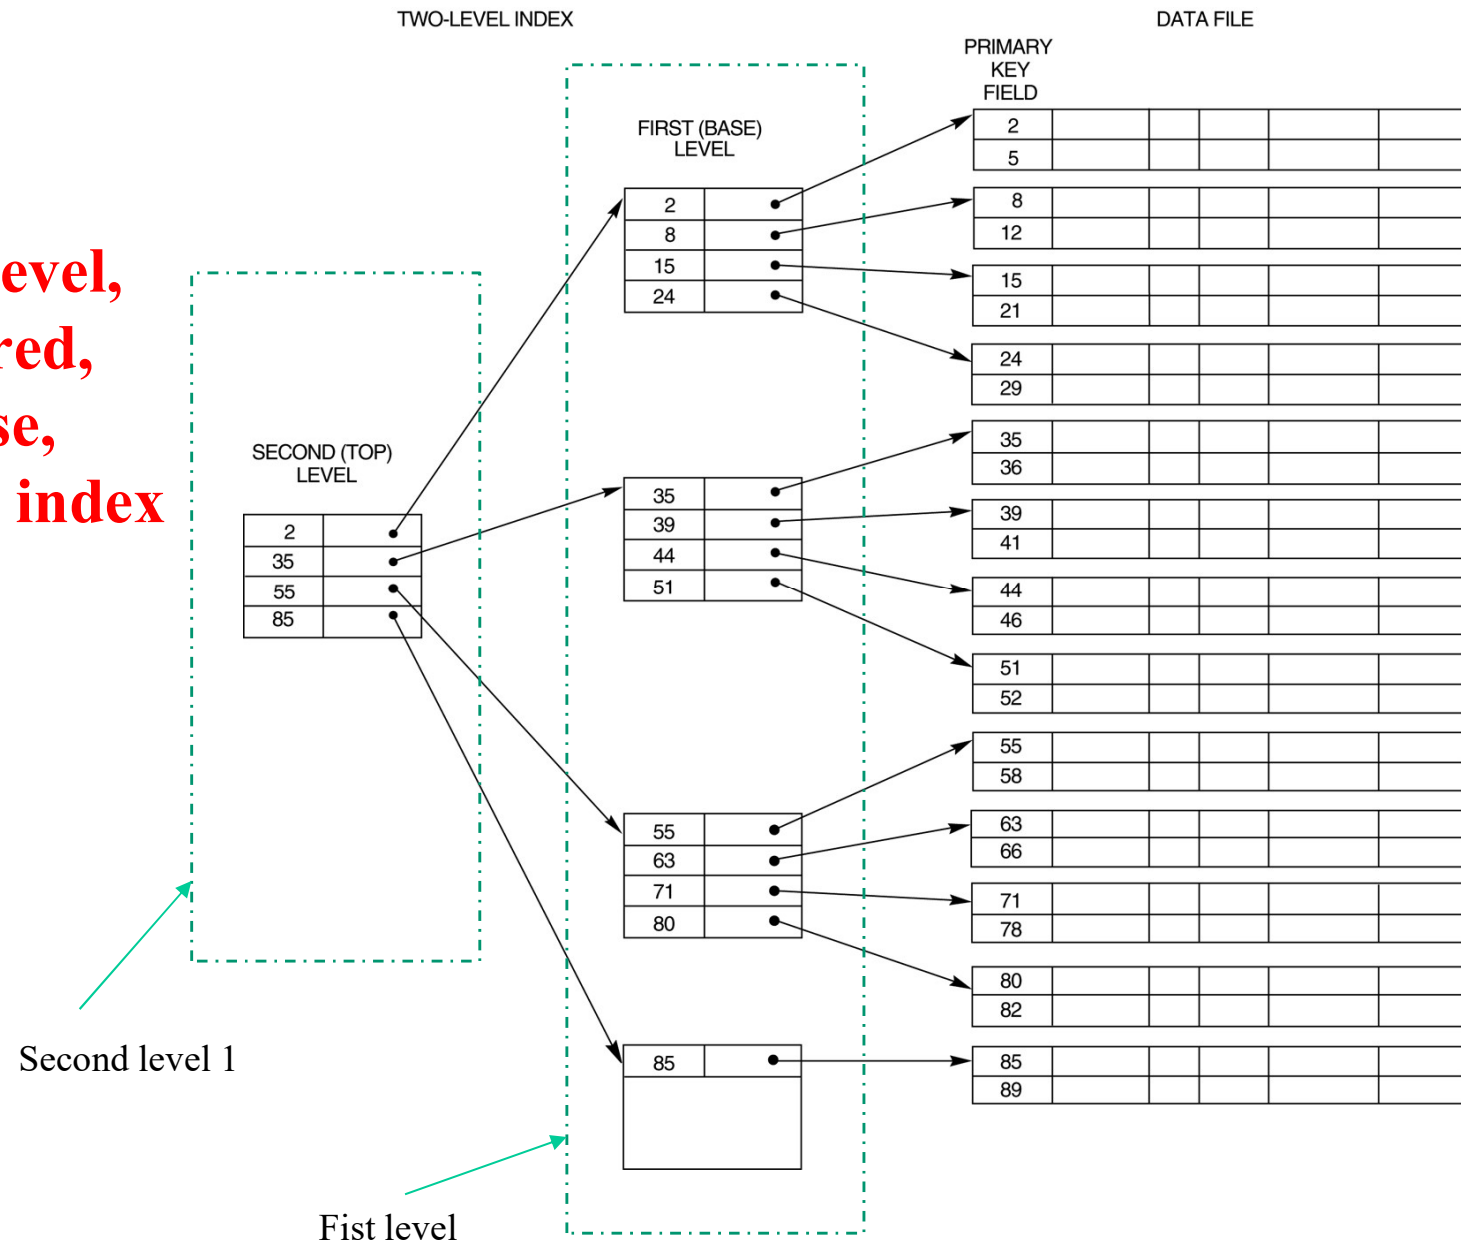 TWO-LEVEL INDEX
DATA FILE
PRIMARY
KEY
FIELD
FIRST (BASE)
LEVEL
SECOND (TOP)
LEVEL
evel,
red,
se,
index
2
35
55
85
2
8
15
24
35
39
44
51
55
63
71
80
85
2
5
8
12
15
21
24
29
35
36
39
41
44
46
51
52
55
58
63
66
71
78
80
82
85
89
Second level 1
Fist level